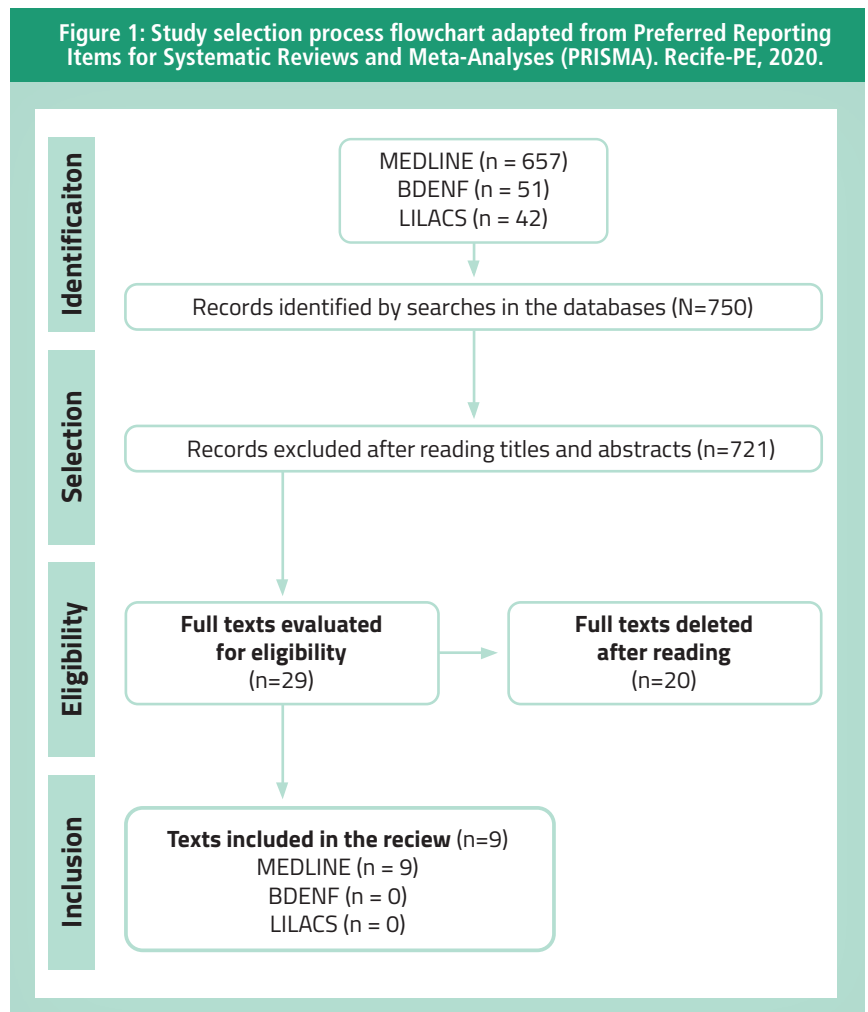 Figure 1: Study selection process flowchart adapted from Preferred Reporting
Items for Systematic Reviews and Meta-Analyses (PRISMA). Recife-PE, 2020.
Identificaiton
MEDLINE (n = 657)
BDENF (n = 51)
LILACS (n = 42)
Records identified by searches in the databases (N=750)
Selection
Records excluded after reading titles and abstracts (n=721)
Eligibility
Full texts evaluated
for eligibility
(n=29)
Full texts deleted
after reading
(n=20)
Inclusion
Texts included in the reciew (n=9)
MEDLINE (n = 9)
BDENF (n = 0)
LILACS (n = 0)